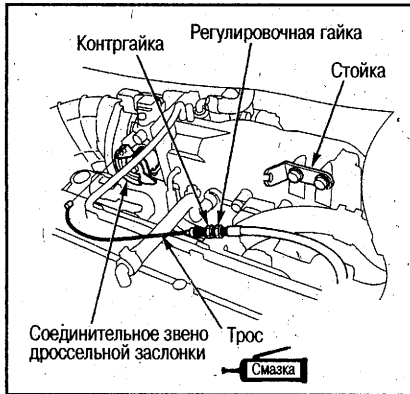 Регулировочная гайка
Контргайка
Стойка
Соединительное звено
дроссельной заслонки
Трос
Смазка